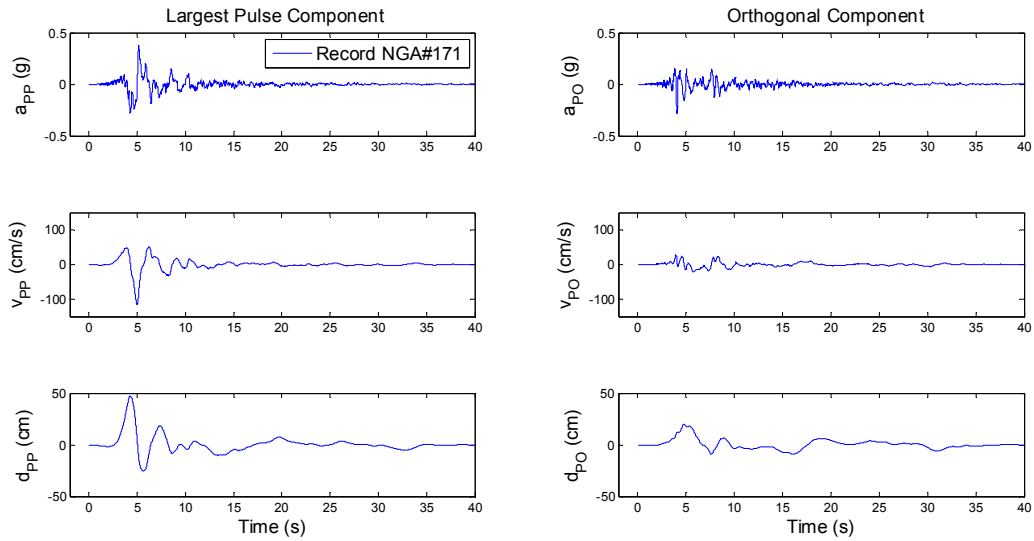 Largest Pulse Component
0.5
0
-0.5
a_PP (g)
Record NGA#171
0 5 10 15 20 25 30 35 40
100
0
-100
v_PP (cm/s)
0 5 10 15 20 25 30 35 40
50
0
-50
d_PP (cm)
0 5 10 15 20 25 30 35 40
Time (s)
Orthogonal Component
0.5
0
-0.5
a_PO (g)
0 5 10 15 20 25 30 35 40
100
0
-100
v_PO (cm/s)
0 5 10 15 20 25 30 35 40
50
0
-50
d_PO (cm)
0 5 10 15 20 25 30 35 40
Time (s)